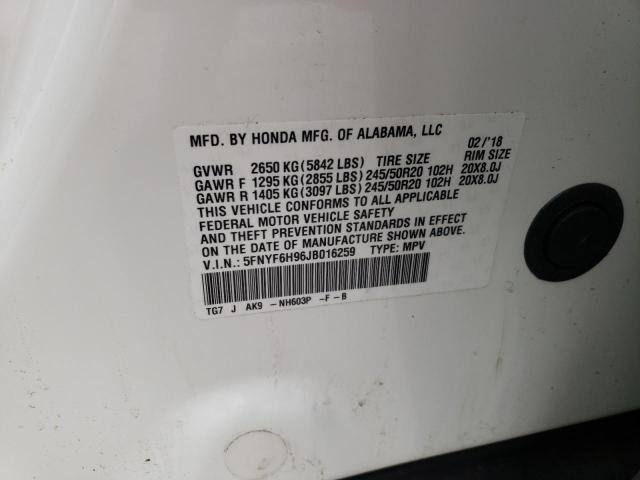 MFD. BY HONDA MFG. OF ALABAMA, LLC 02/'18
GVWR 2650 KG (5842 LBS) TIRE SIZE RIM SIZE
GAWR F 1295 KG (2855 LBS) 245/50R20 102H 20X8.0J
GAWR R 1405 KG (3097 LBS) 245/50R20 102H 20X8.0J
THIS VEHICLE CONFORMS TO ALL APPLICABLE
FEDERAL MOTOR VEHICLE SAFETY
AND THEFT PREVENTION STANDARDS IN EFFECT
ON THE DATE OF MANUFACTURE SHOWN ABOVE.
V.I.N.: 5FNYF6H96JB016259 TYPE: MPV
TG7 J AK9 -NH603P -F-B